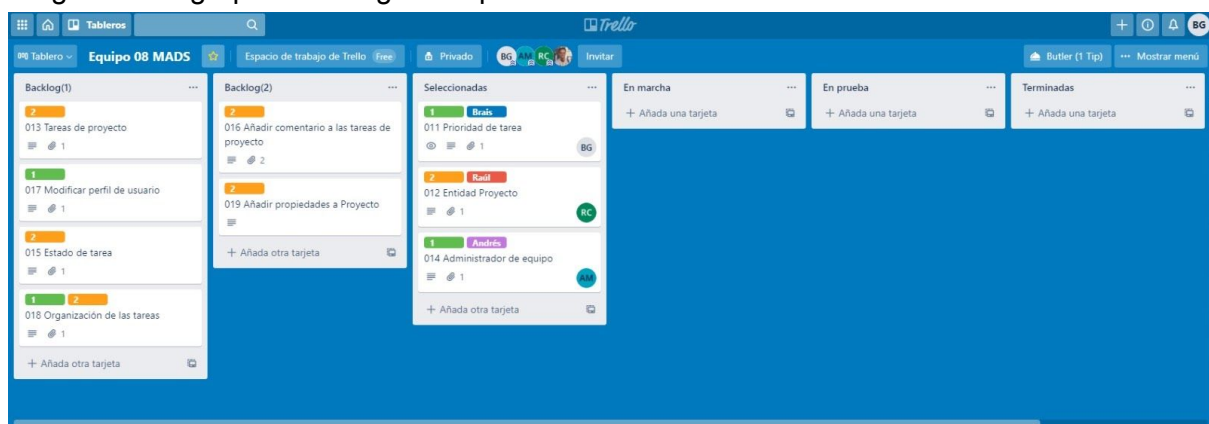 Tableros
Trello
BG
Tablero
Equipo 08 MADS
Espacio de trabajo de Trello Free
Privado
BG AM RC
Invitar
Butler (1 Tip)
... Mostrar menú
Backlog(1) ...
2
013 Tareas de proyecto
1
1
017 Modificar perfil de usuario
1
2
015 Estado de tarea
1
1 2
018 Organización de las tareas
1
+ Añada otra tarjeta
Backlog(2) ...
2
016 Añadir comentario a las tareas de
proyecto
2
2
019 Añadir propiedades a Proyecto
+ Añada otra tarjeta
Seleccionadas ...
1 Brais
011 Prioridad de tarea
1
BG
2 Raúl
012 Entidad Proyecto
1
RC
1 Andrés
014 Administrador de equipo
1
AM
+ Añada otra tarjeta
En marcha ...
+ Añada una tarjeta
En prueba ...
+ Añada una tarjeta
Terminadas ...
+ Añada una tarjeta